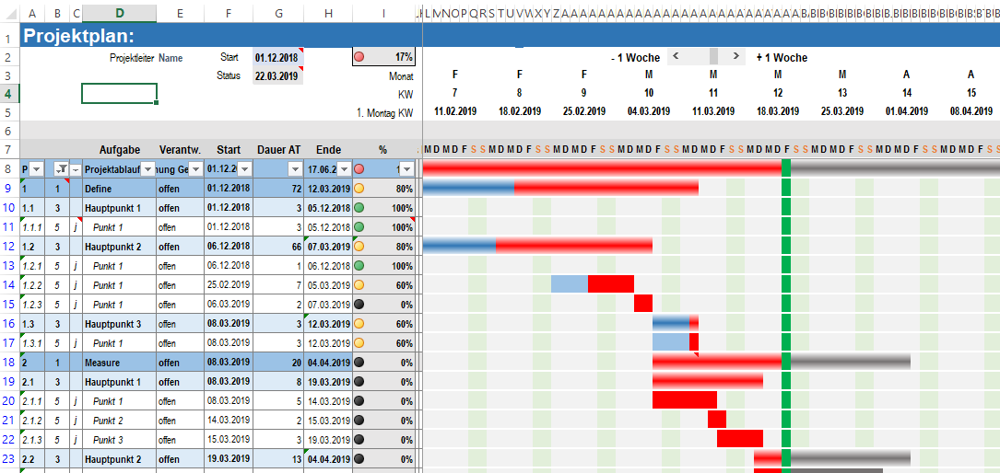 A B C D E F G H I
1 Projektplan:
2 Projektleiter Name Start 01.12.2018 17% - 1 Woche < > + 1 Woche
3 Status 22.03.2019 Monat F F F M M M M A A
4 KW 7 8 9 10 11 12 13 14 15
5 1. Montag KW 11.02.2019 18.02.2019 25.02.2019 04.03.2019 11.03.2019 18.03.2019 25.03.2019 01.04.2019 08.04.2019
6
7 Aufgabe Verantw. Start Dauer AT Ende % M D M D F S S M D M D F S S M D M D F S S M D M D F S S M D M D F S S M D M D F S S M D M D F S S M D M D F S S M D M D F S
8 P Projektablauf nung Ge 01.12.2 17.06.2 1
9 1 1 Define offen 01.12.2018 72 12.03.2019 80%
10 1.1 3 Hauptpunkt 1 offen 01.12.2018 3 05.12.2018 100%
11 1.1.1 5 j Punkt 1 offen 01.12.2018 3 05.12.2018 100%
12 1.2 3 Hauptpunkt 2 offen 06.12.2018 66 07.03.2019 80%
13 1.2.1 5 j Punkt 1 offen 06.12.2018 1 06.12.2018 100%
14 1.2.2 5 j Punkt 1 offen 25.02.2019 7 05.03.2019 60%
15 1.2.3 5 j Punkt 1 offen 06.03.2019 2 07.03.2019 0%
16 1.3 3 Hauptpunkt 3 offen 08.03.2019 3 12.03.2019 60%
17 1.3.1 5 j Punkt 1 offen 08.03.2019 3 12.03.2019 60%
18 2 1 Measure offen 08.03.2019 20 04.04.2019 0%
19 2.1 3 Hauptpunkt 1 offen 08.03.2019 8 19.03.2019 0%
20 2.1.1 5 j Punkt 1 offen 08.03.2019 5 14.03.2019 0%
21 2.1.2 5 j Punkt 2 offen 14.03.2019 2 15.03.2019 0%
22 2.1.3 5 j Punkt 3 offen 15.03.2019 3 19.03.2019 0%
23 2.2 3 Hauptpunkt 2 offen 19.03.2019 13 04.04.2019 0%